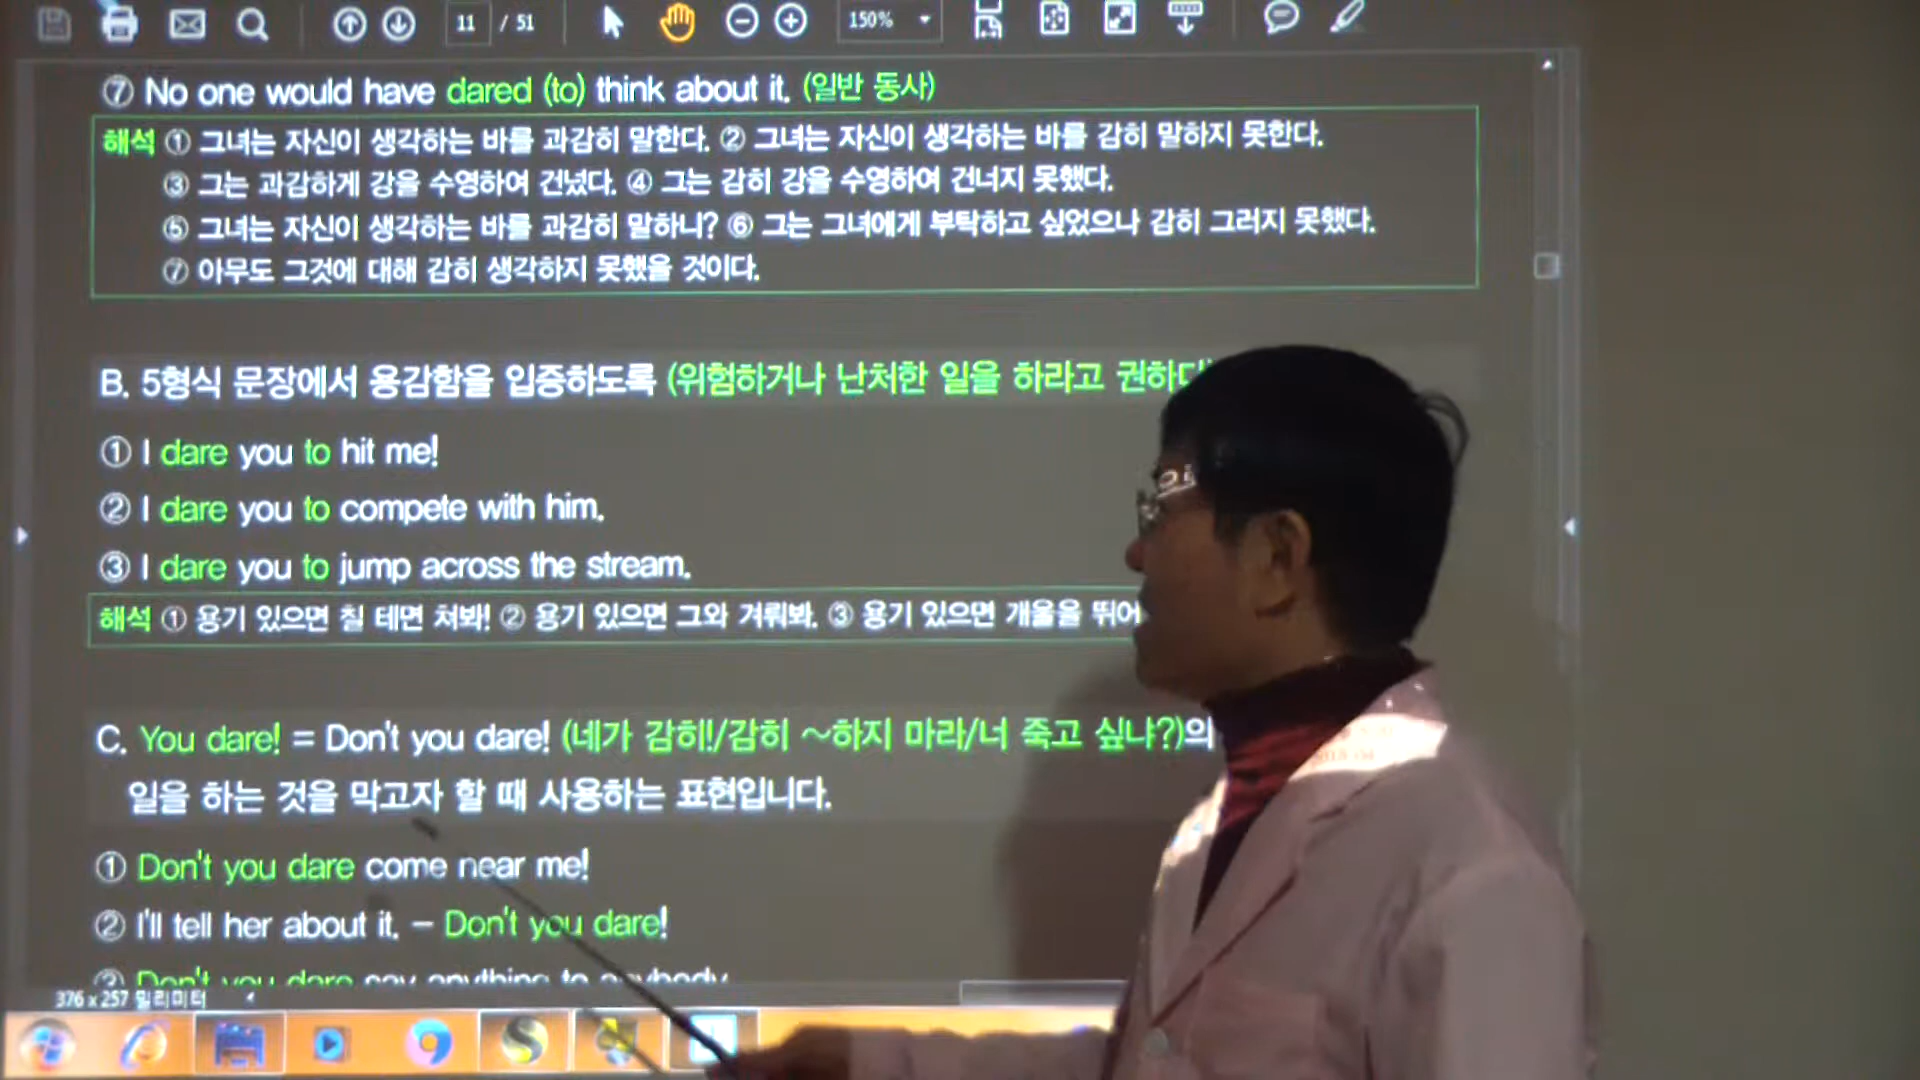 11 / 51 150%
⑦ No one would have dared (to) think about it. (일반 동사)
해석 ① 그녀는 자신이 생각하는 바를 과감히 말한다. ② 그녀는 자신이 생각하는 바를 감히 말하지 못한다.
③ 그는 과감하게 강을 수영하여 건넜다. ④ 그는 감히 강을 수영하여 건너지 못했다.
⑤ 그녀는 자신이 생각하는 바를 과감히 말하니? ⑥ 그는 그녀에게 부탁하고 싶었으나 감히 그러지 못했다.
⑦ 아무도 그것에 대해 감히 생각하지 못했을 것이다.
B. 5형식 문장에서 용감함을 입증하도록 (위험하거나 난처한 일을 하라고 권하다
① I dare you to hit me!
② I dare you to compete with him.
③ I dare you to jump across the stream.
해석 ① 용기 있으면 칠 테면 쳐봐! ② 용기 있으면 그와 겨뤄봐. ③ 용기 있으면 개울을 뛰어
C. You dare! = Don't you dare! (네가 감히!/감히 ~하지 마라/너 죽고 싶냐?)의
일을 하는 것을 막고자 할 때 사용하는 표현입니다.
① Don't you dare come near me!
② I'll tell her about it. – Don't you dare!
③ Don't you dare say anything to anybody.
376 x 257 밀리미터